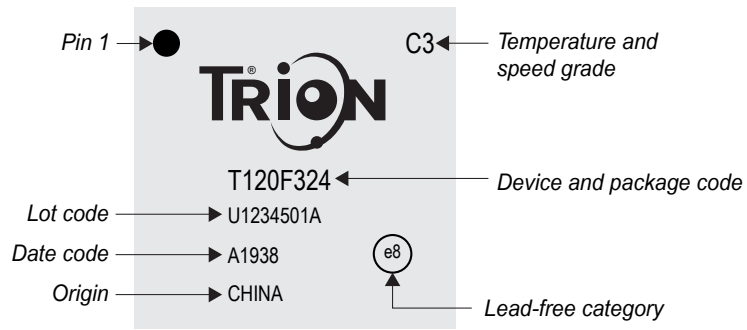 Pin 1
C3
Temperature and
speed grade
TRION®
T120F324
Device and package code
Lot code
U1234501A
Date code
A1938
e8
Origin
CHINA
Lead-free category